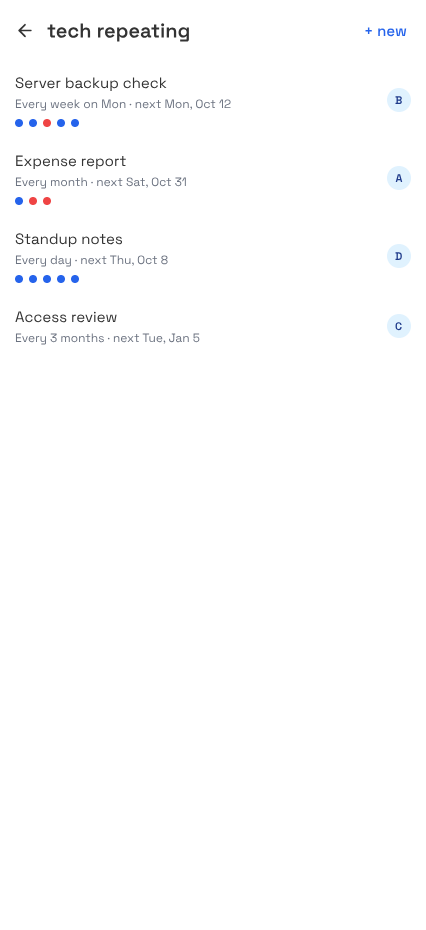 tech repeating
+ new
Server backup check
Every week on Mon · next Mon, Oct 12
B
Expense report
Every month · next Sat, Oct 31
A
Standup notes
Every day · next Thu, Oct 8
D
Access review
Every 3 months · next Tue, Jan 5
C